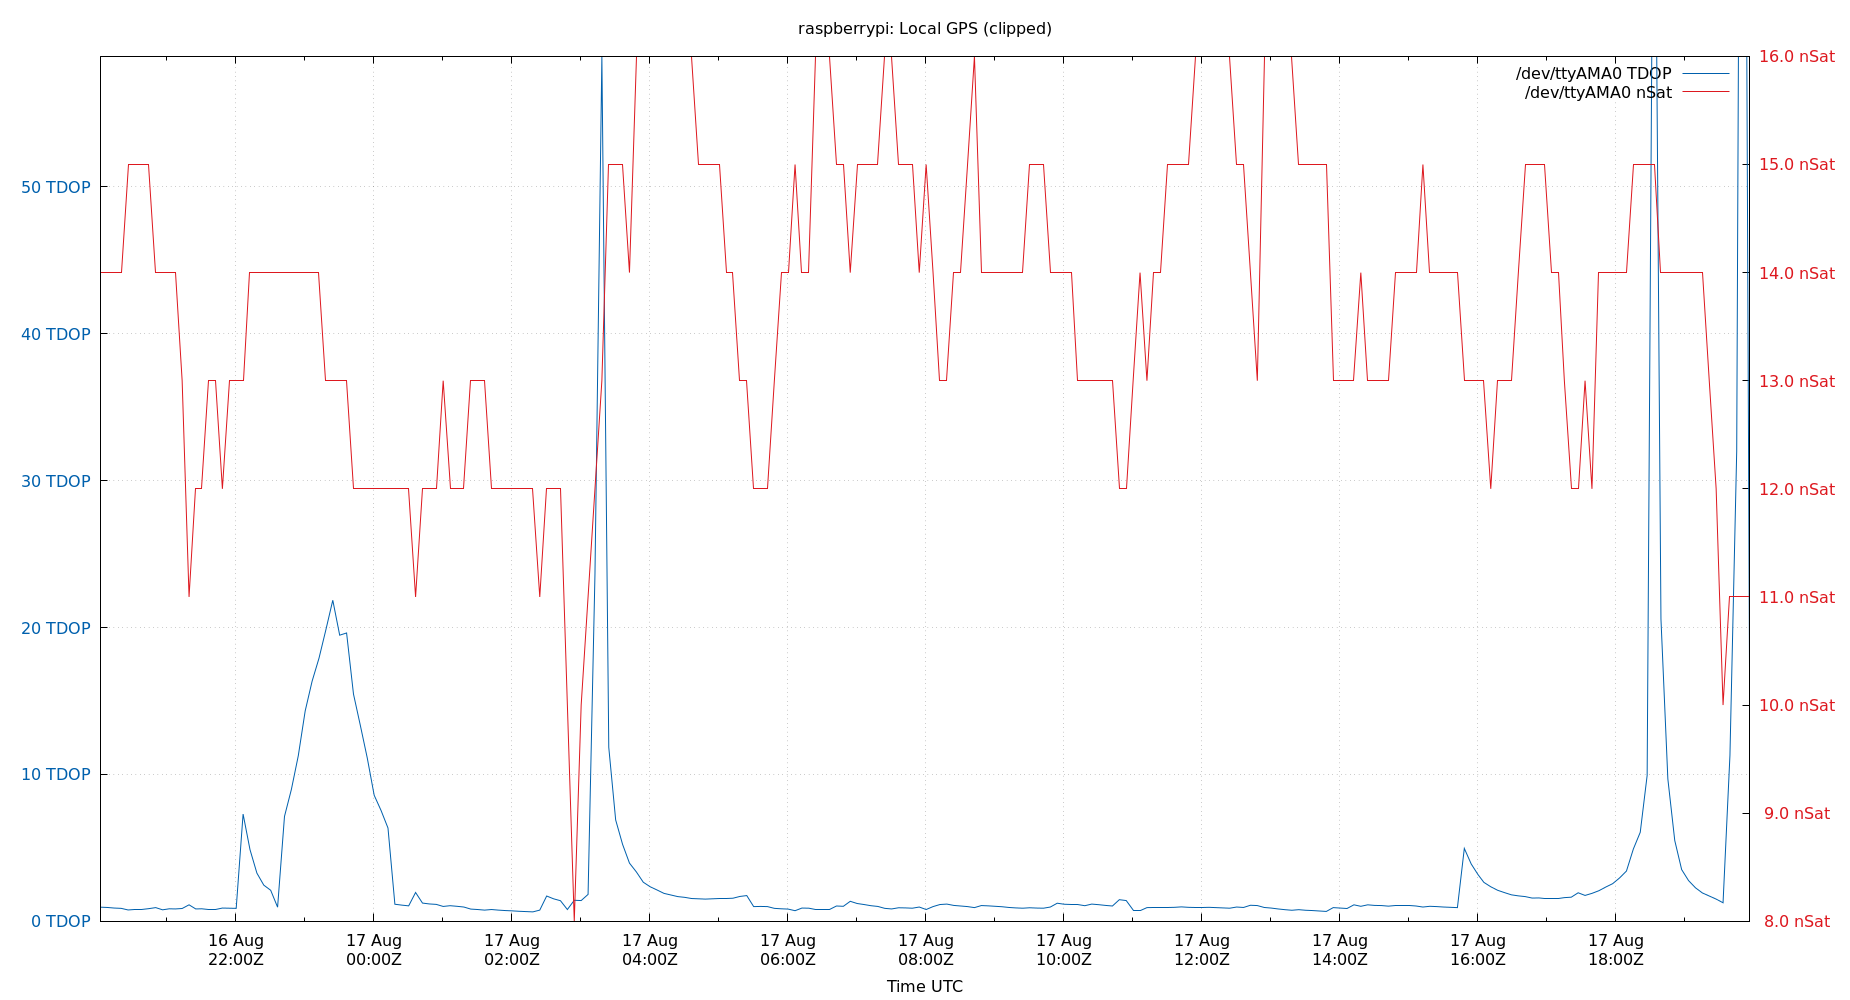 raspberrypi: Local GPS (clipped)
/dev/ttyAMA0 TDOP
/dev/ttyAMA0 nSat
50 TDOP
40 TDOP
30 TDOP
20 TDOP
10 TDOP
0 TDOP
16.0 nSat
15.0 nSat
14.0 nSat
13.0 nSat
12.0 nSat
11.0 nSat
10.0 nSat
9.0 nSat
8.0 nSat
16 Aug 17 Aug 17 Aug 17 Aug 17 Aug 17 Aug 17 Aug 17 Aug 17 Aug 17 Aug 17 Aug
22:00Z 00:00Z 02:00Z 04:00Z 06:00Z 08:00Z 10:00Z 12:00Z 14:00Z 16:00Z 18:00Z
Time UTC